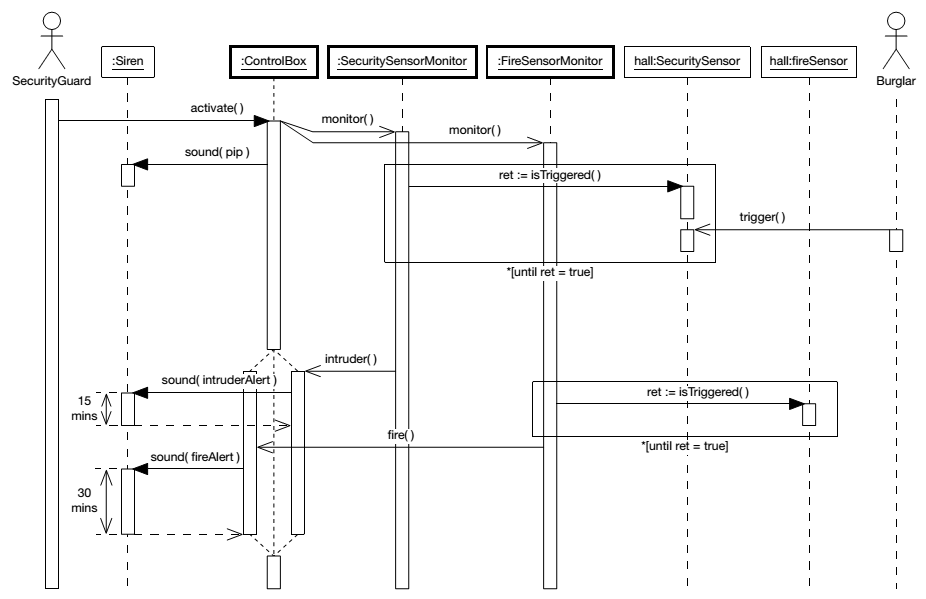 SecurityGuard
:Siren
:ControlBox
:SecuritySensorMonitor
:FireSensorMonitor
hall:SecuritySensor
hall:fireSensor
Burglar
activate( )
monitor( )
monitor( )
sound( pip )
ret := isTriggered( )
trigger( )
*[until ret = true]
intruder( )
sound( intruderAlert )
ret := isTriggered( )
15
mins
fire( )
*[until ret = true]
sound( fireAlert )
30
mins